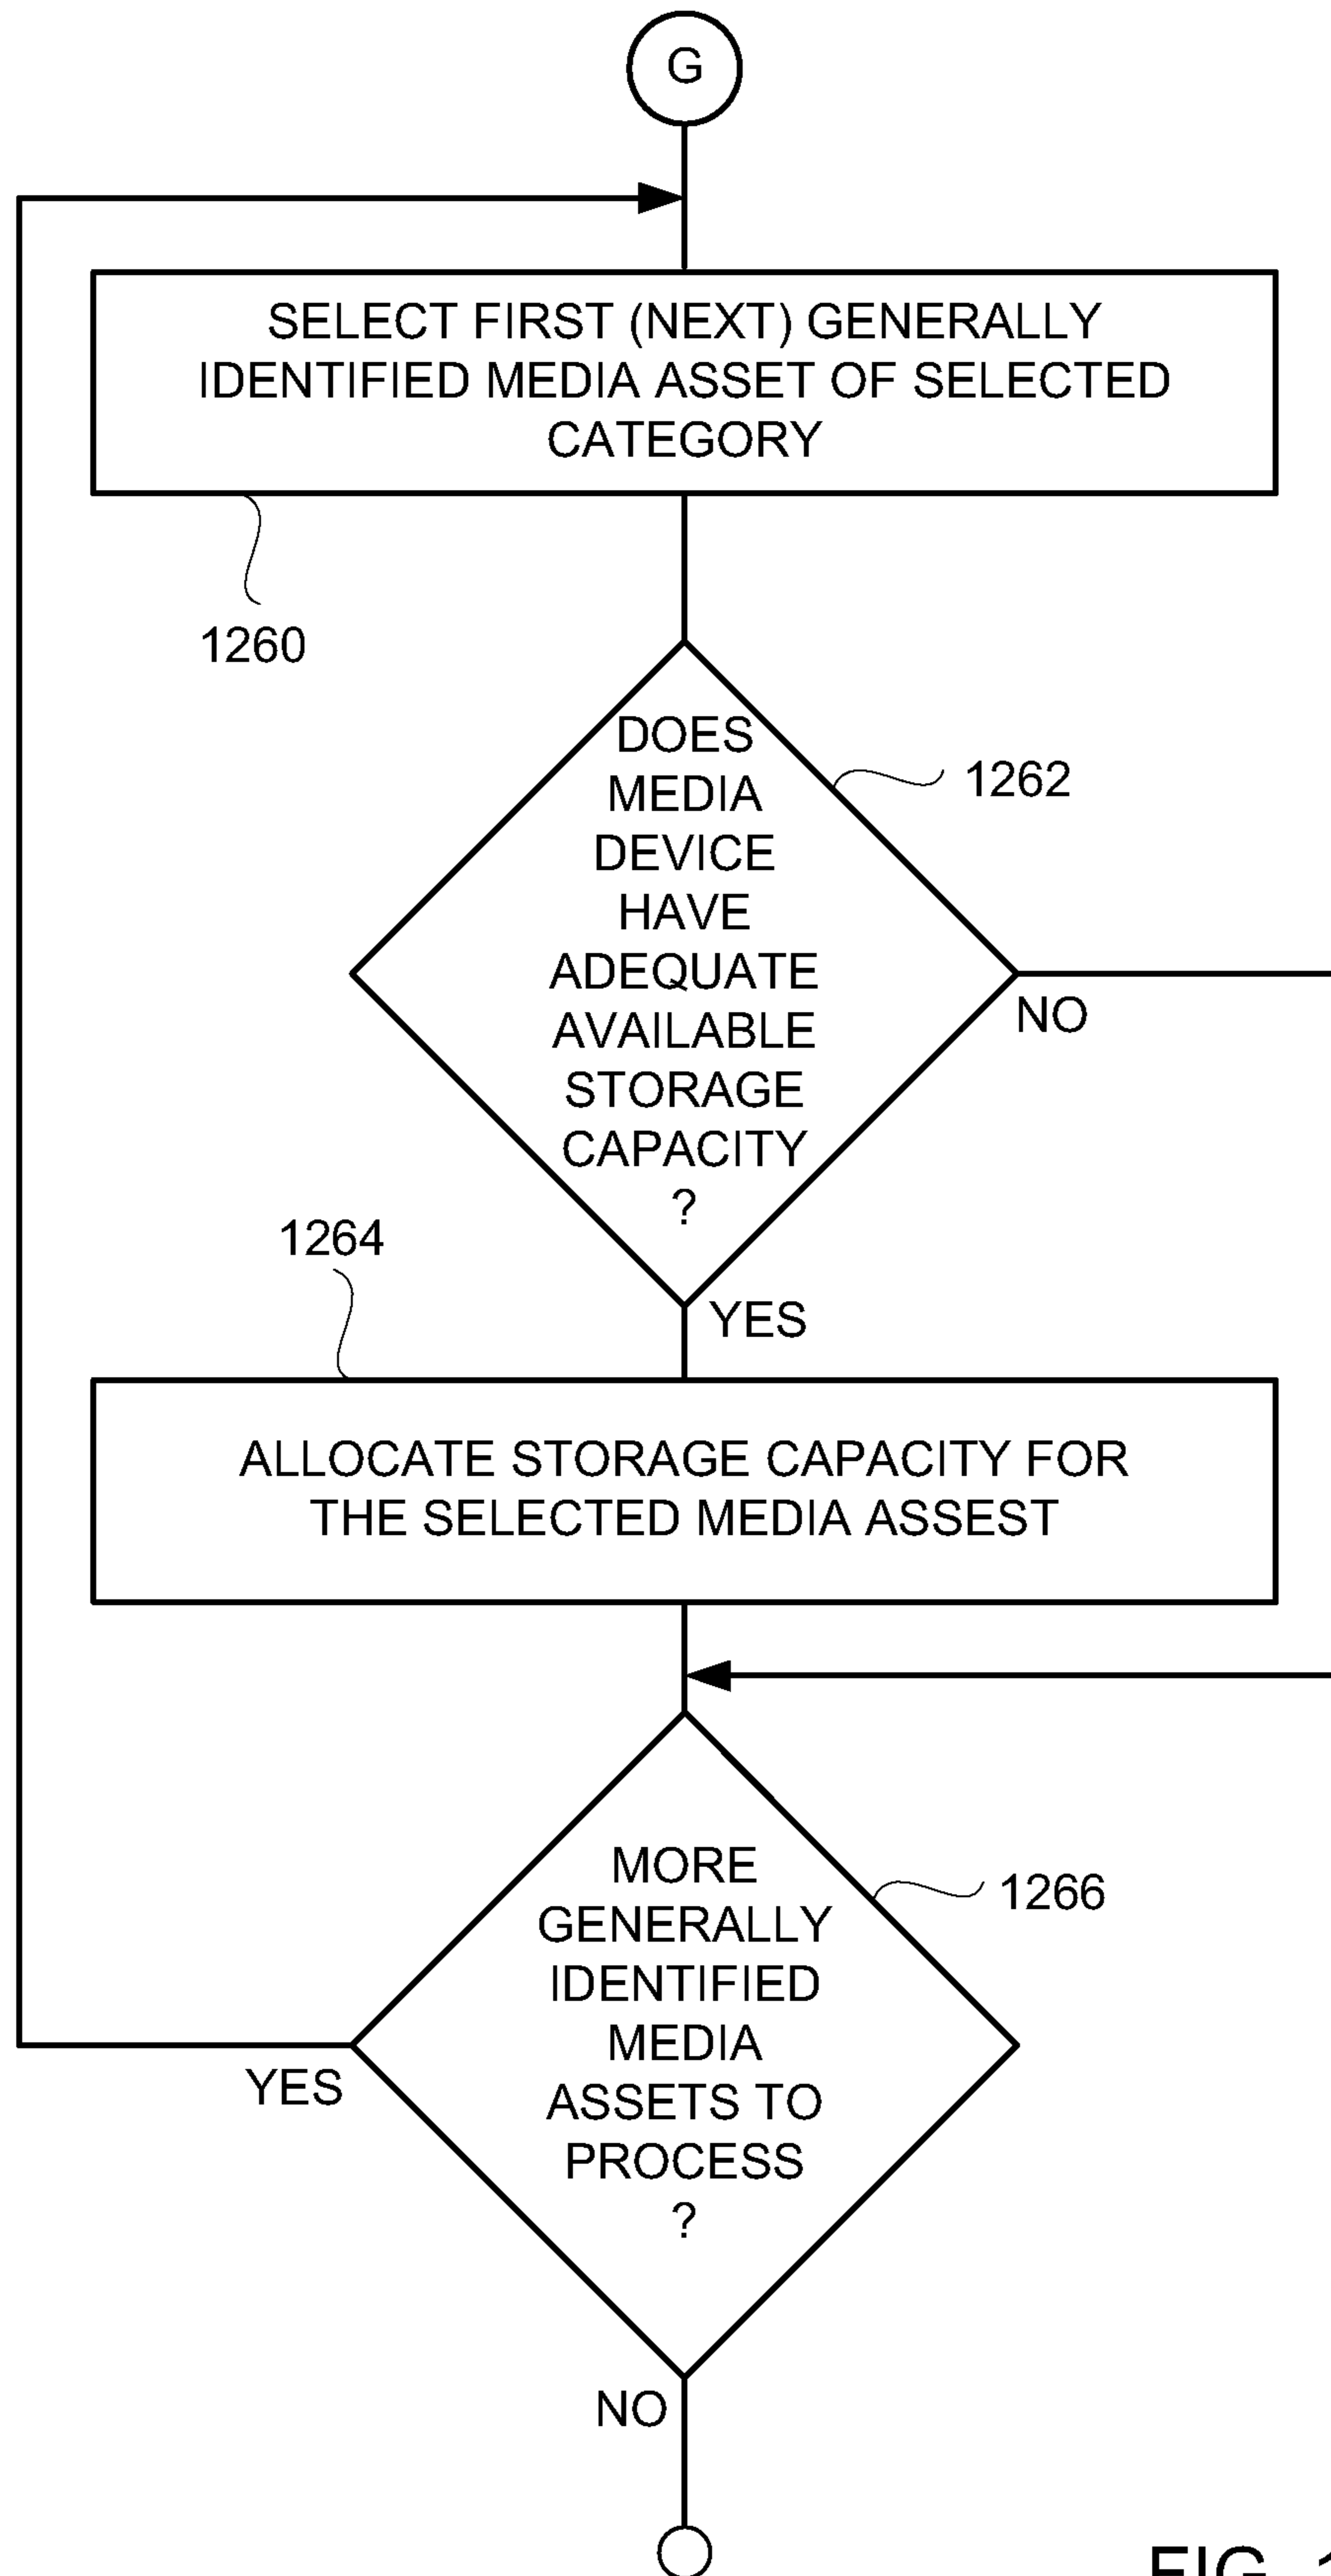 G
SELECT FIRST (NEXT) GENERALLY
IDENTIFIED MEDIA ASSET OF SELECTED
CATEGORY
1260
DOES
MEDIA
DEVICE
HAVE
ADEQUATE
AVAILABLE
STORAGE
CAPACITY
?
1262
NO
YES
1264
ALLOCATE STORAGE CAPACITY FOR
THE SELECTED MEDIA ASSEST
MORE
GENERALLY
IDENTIFIED
MEDIA
ASSETS TO
PROCESS
?
1266
YES
NO
FIG.